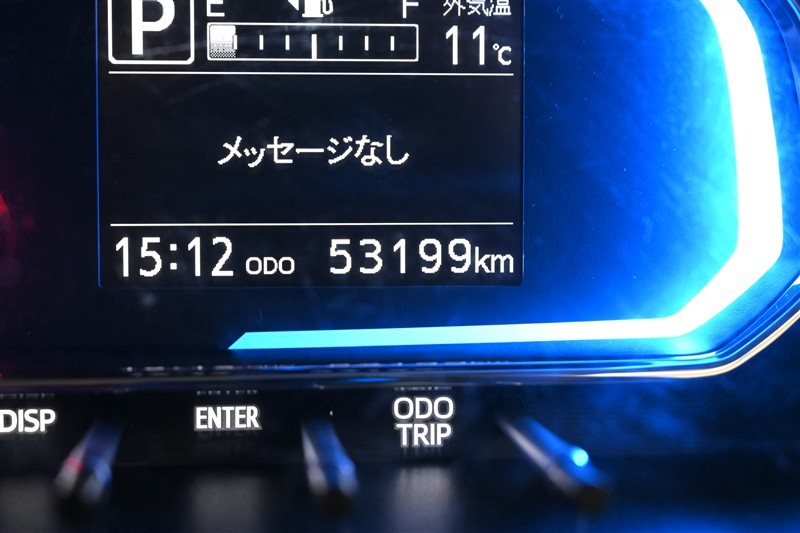 P E F 外気温
11℃
メッセージなし
15:12 ODO 53199km
DISP ENTER ODO
TRIP